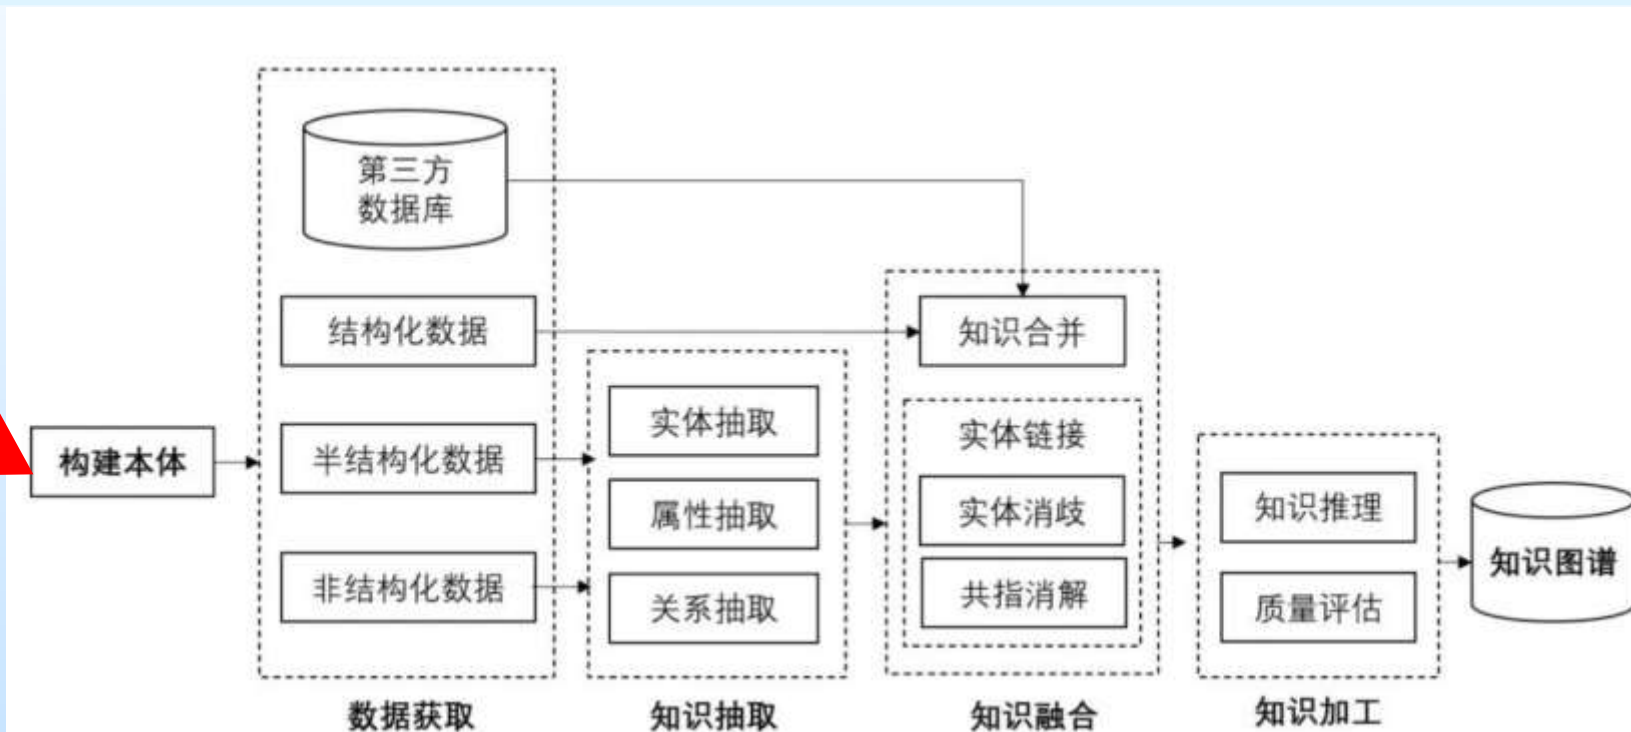 第三方
数据库
结构化数据
知识合并
实体抽取
实体链接
构建本体
半结构化数据
知识推理
属性抽取
实体消歧
知识图谱
非结构化数据
关系抽取
共指消解
质量评估
数据获取
知识抽取
知识融合
知识加工